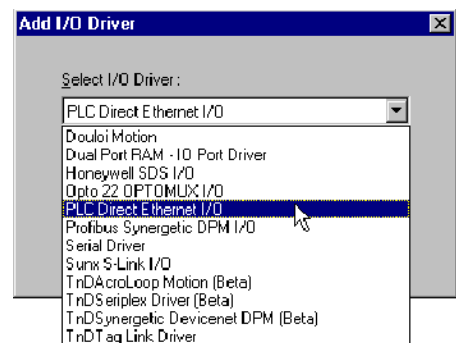 Add I/O Driver
Select I/O Driver:
PLC Direct Ethernet I/O
Douloi Motion
Dual Port RAM - IO Port Driver
Honeywell SDS I/O
Opto 22 OPTOMUX I/O
PLC Direct Ethernet I/O
Profibus Synergetic DPM I/O
Serial Driver
Sunx S-Link I/O
TnDAcroLoop Motion (Beta)
TnDSeriplex Driver (Beta)
TnDSynergetic Devicenet DPM (Beta)
TnDTag Link Driver